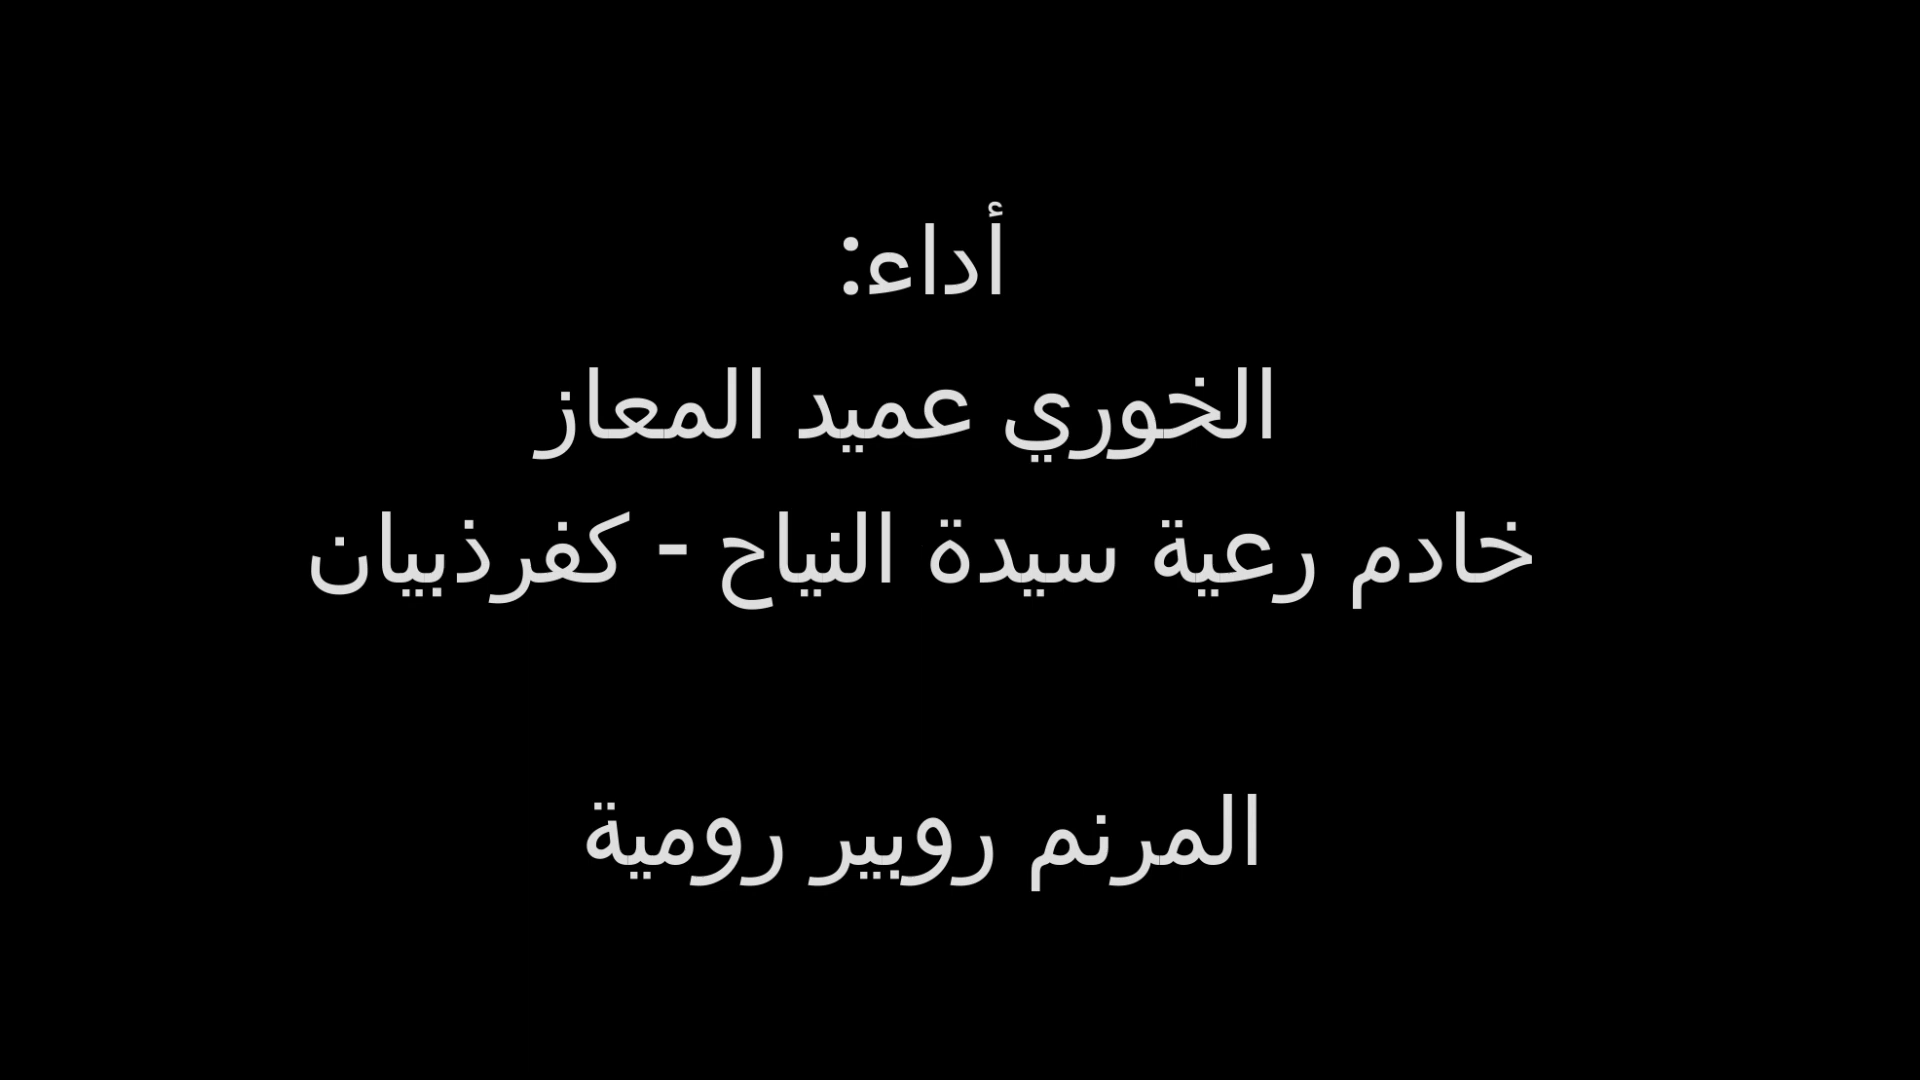 أداء:
الخوري عميد المعاز
خادم رعية سيدة النياح - كفرذبيان
المرنم روبير رومية